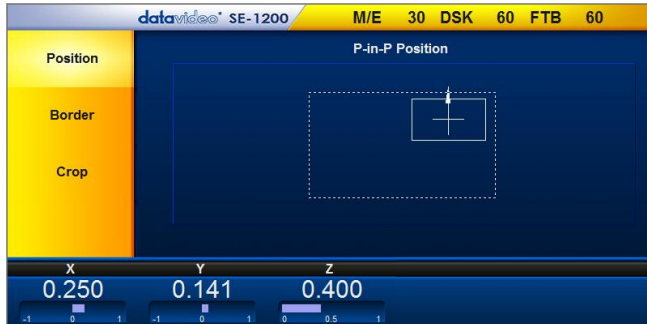 datavideo SE-1200 M/E 30 DSK 60 FTB 60
Position
P-in-P Position
Border
Crop
X Y Z
0.250 0.141 0.400
-1 0 1 -1 0 1 0 0.5 1